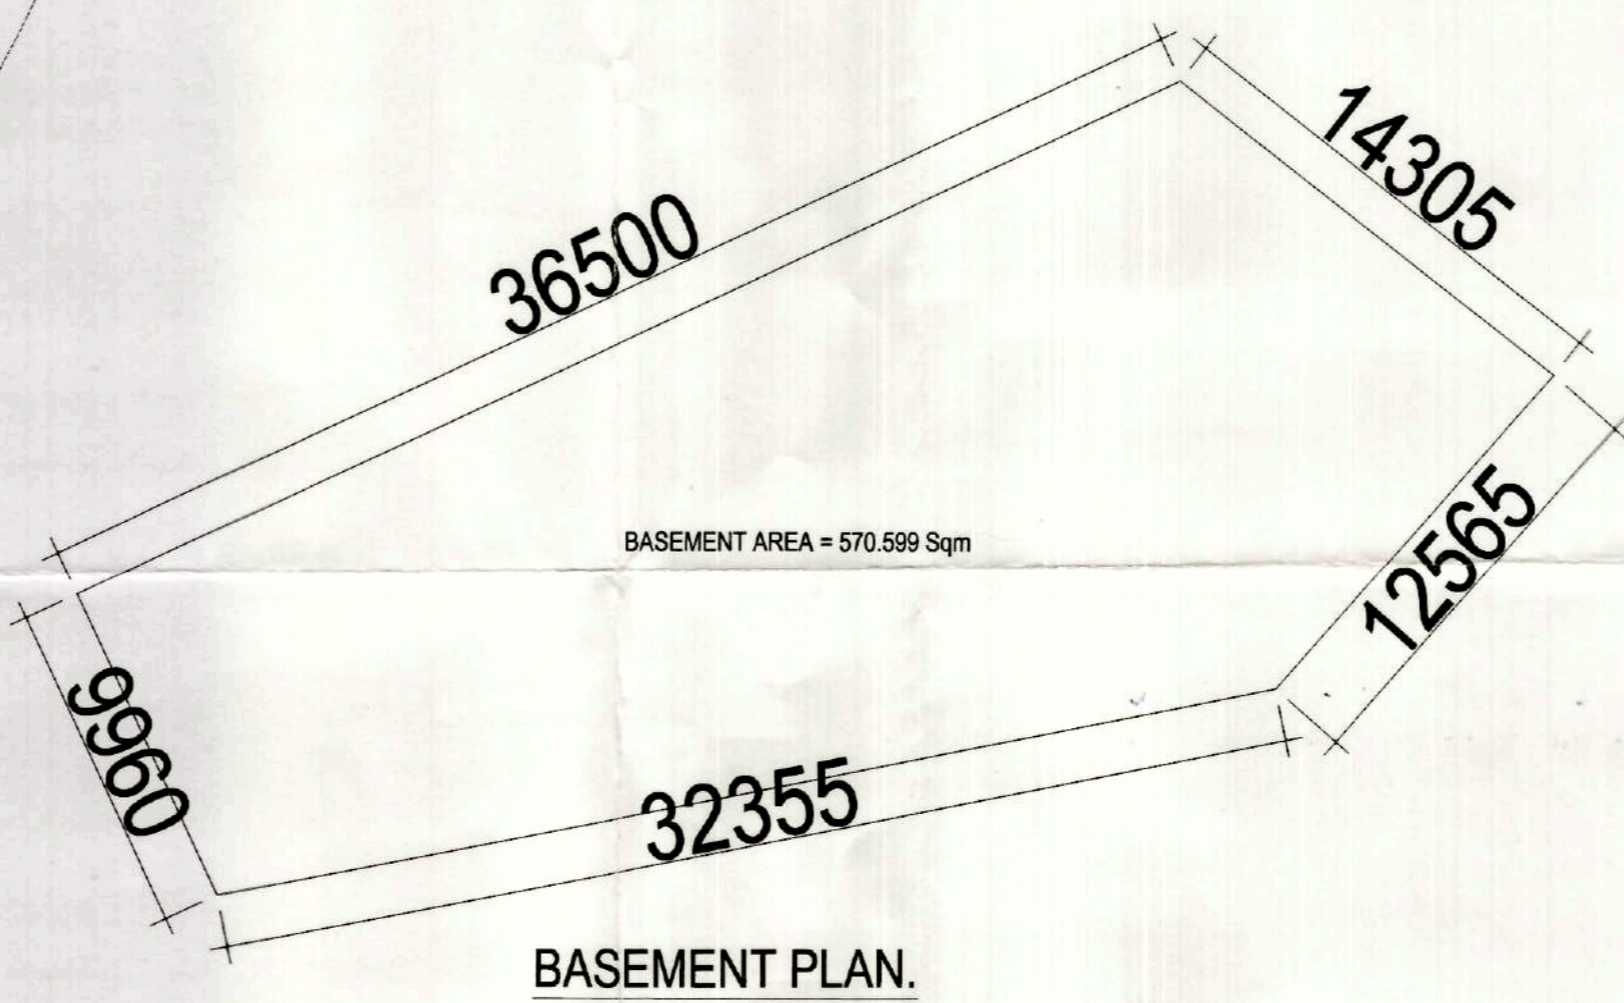 14305
36500
BASEMENT AREA = 570.599 Sqm
12565
9960
32355
BASEMENT PLAN.